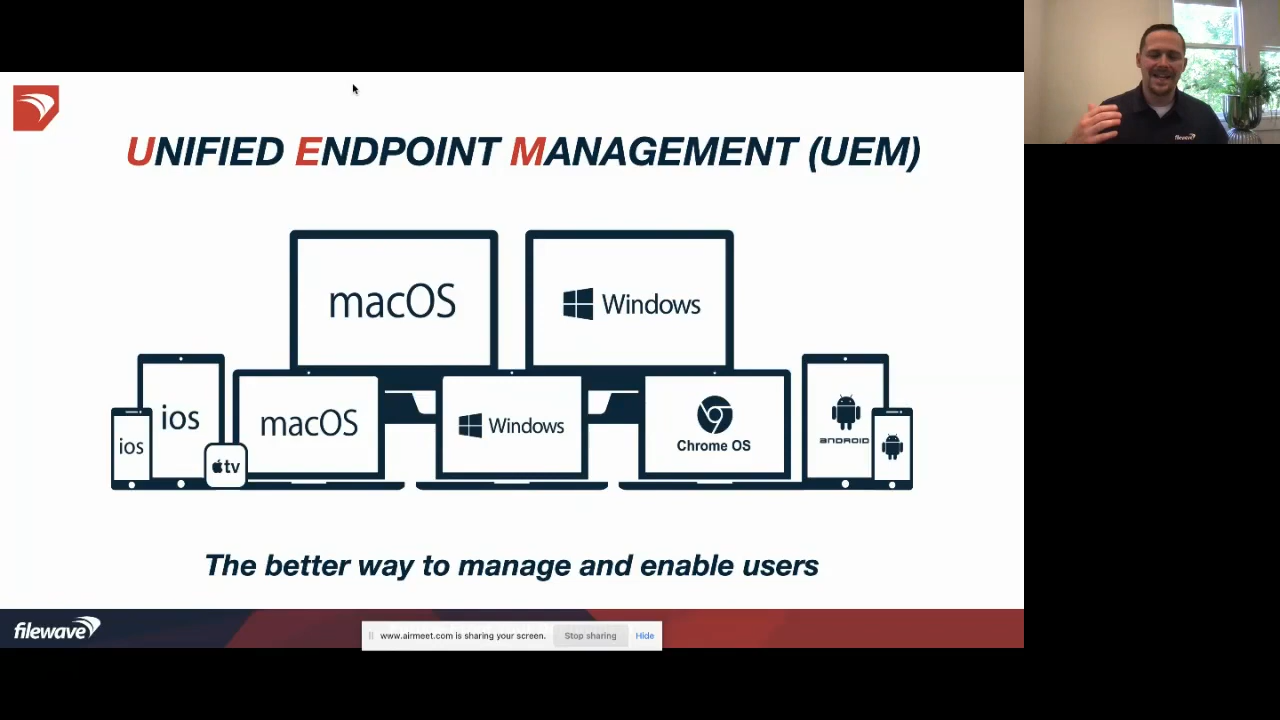 UNIFIED ENDPOINT MANAGEMENT (UEM)
macOS
Windows
ios
ios
tv
macOS
Windows
Chrome OS
ANDROID
The better way to manage and enable users
filewave
www.airmeet.com is sharing your screen. Stop sharing Hide
filewave